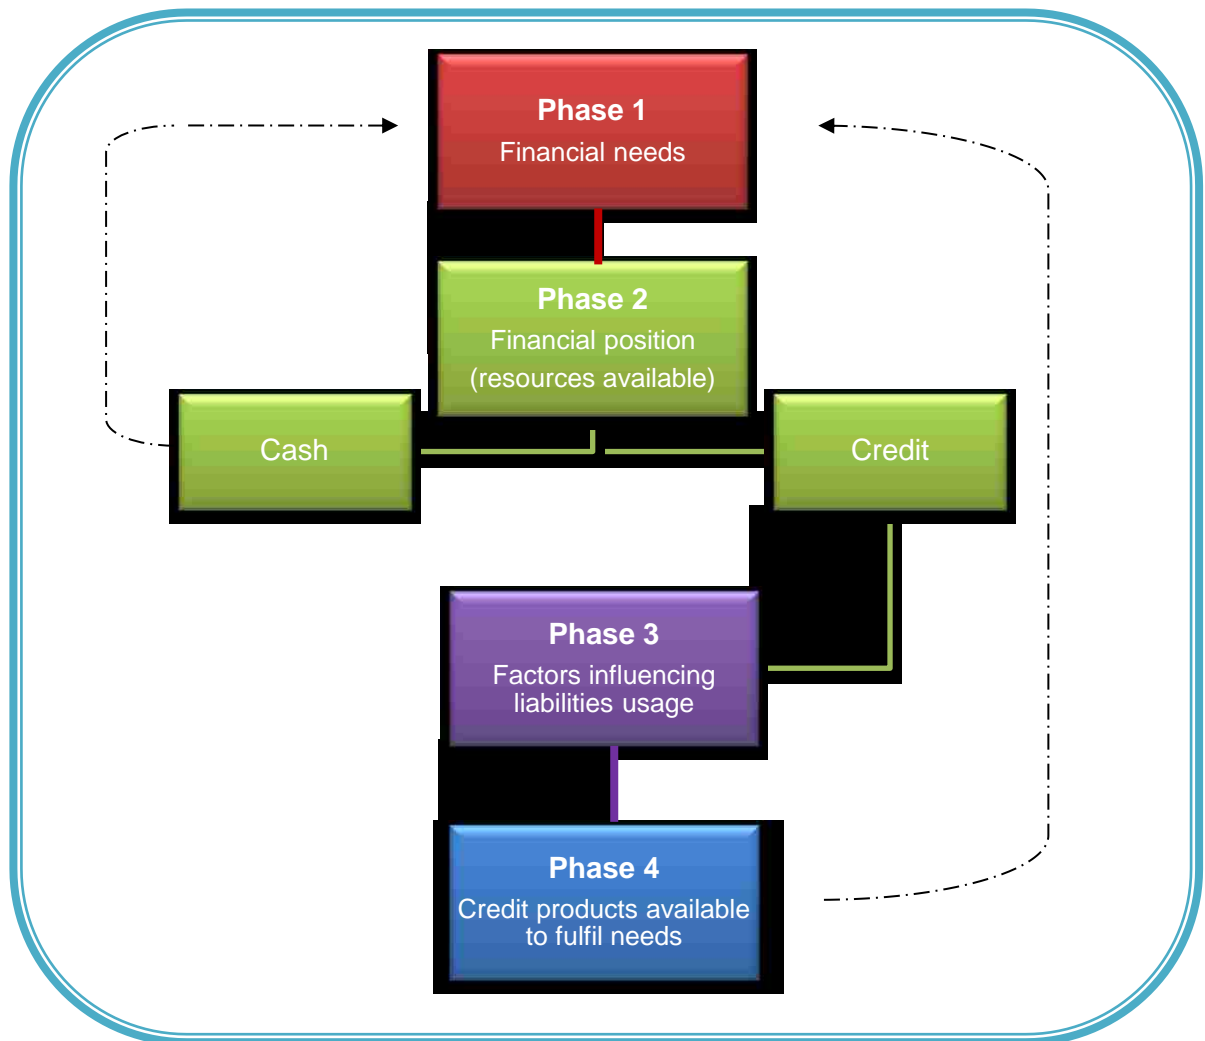 Phase 1
Financial needs
Phase 2
Financial position
(resources available)
Cash
Credit
Phase 3
Factors influencing
liabilities usage
Phase 4
Credit products available
to fulfil needs